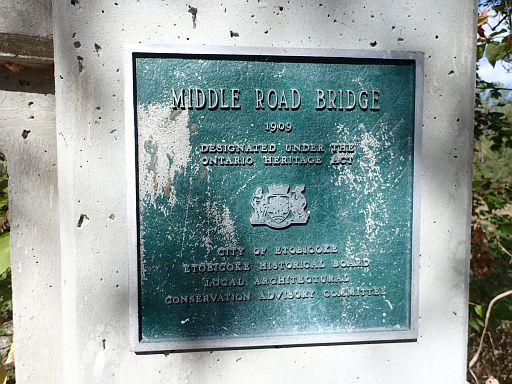 MIDDLE ROAD BRIDGE
1909
DESIGNATED UNDER THE
ONTARIO HERITAGE ACT
CITY OF ETOBICOKE
ETOBICOKE HISTORICAL BOARD
LOCAL ARCHITECTURAL
CONSERVATION ADVISORY COMMITTEE